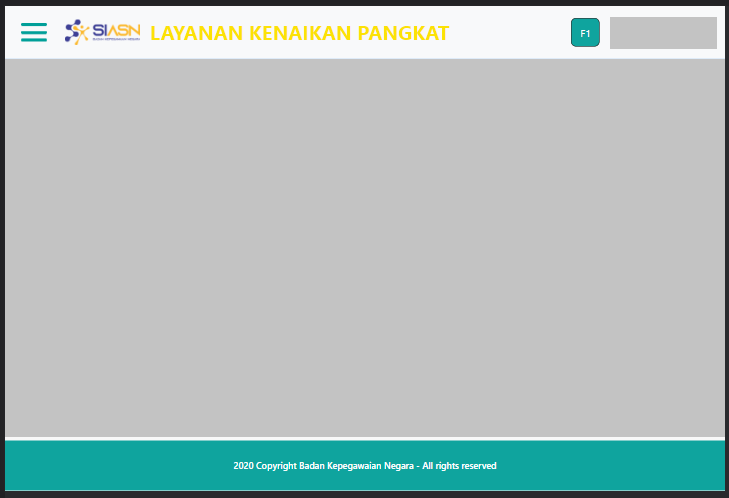 SIASN
BADAN KEPEGAWAIAN NEGARA
LAYANAN KENAIKAN PANGKAT
F1
2020 Copyright Badan Kepegawaian Negara - All rights reserved